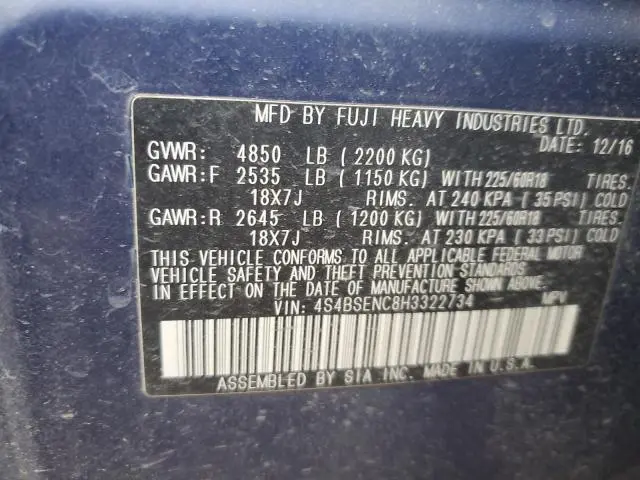 MFD BY FUJI HEAVY INDUSTRIES LTD.
DATE: 12/16
GVWR: 4850 LB ( 2200 KG)
GAWR: F 2535 LB ( 1150 KG) WITH 225/60R18 TIRES.
18X7J RIMS. AT 240 KPA ( 35 PSI) COLD
GAWR: R 2645 LB ( 1200 KG) WITH 225/60R18 TIRES.
18X7J RIMS. AT 230 KPA ( 33 PSI) COLD
THIS VEHICLE CONFORMS TO ALL APPLICABLE FEDERAL MOTOR
VEHICLE SAFETY AND THEFT PREVENTION STANDARDS
IN EFFECT ON THE DATE OF MANUFACTURE SHOWN ABOVE.
VIN: 4S4BSENC8H3322734 MPV
ASSEMBLED BY SIA INC. MADE IN U.S.A.